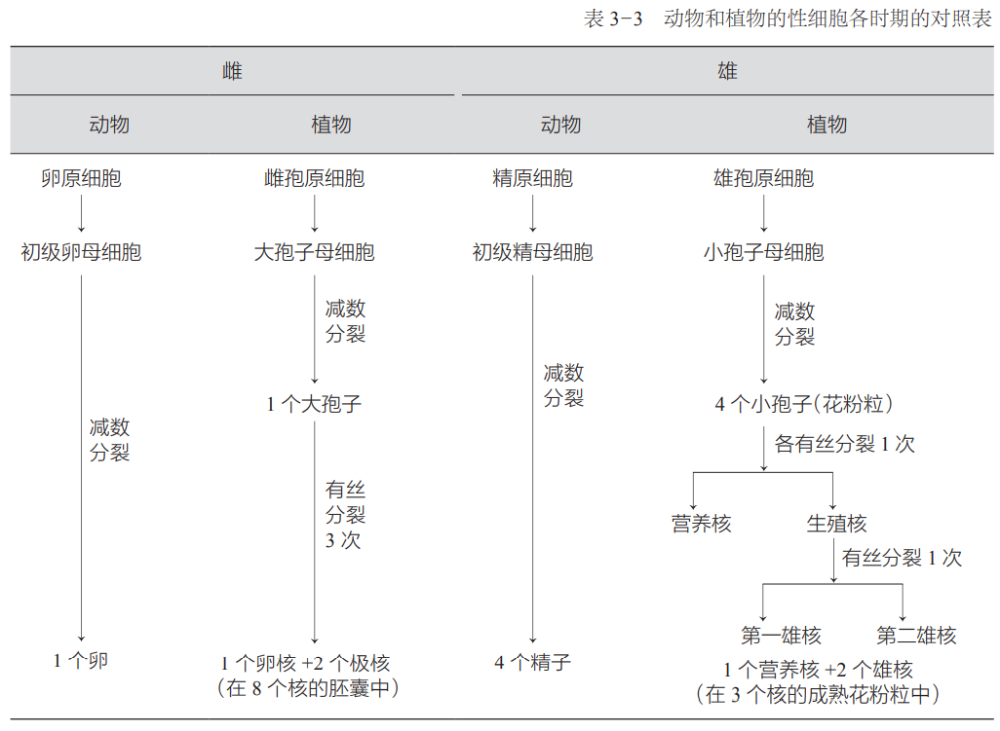 表 3-3 动物和植物的性细胞各时期的对照表
雌
雄
动物
植物
动物
植物
卵原细胞
雌孢原细胞
精原细胞
雄孢原细胞
初级卵母细胞
大孢子母细胞
初级精母细胞
小孢子母细胞
减数
分裂
减数
分裂
减数
分裂
1 个大孢子
4 个小孢子(花粉粒)
减数
分裂
各有丝分裂 1 次
有丝
分裂
3 次
营养核
生殖核
有丝分裂 1 次
第一雄核
第二雄核
1 个卵
1 个卵核 +2 个极核
(在 8 个核的胚囊中)
4 个精子
1 个营养核 +2 个雄核
(在 3 个核的成熟花粉粒中)